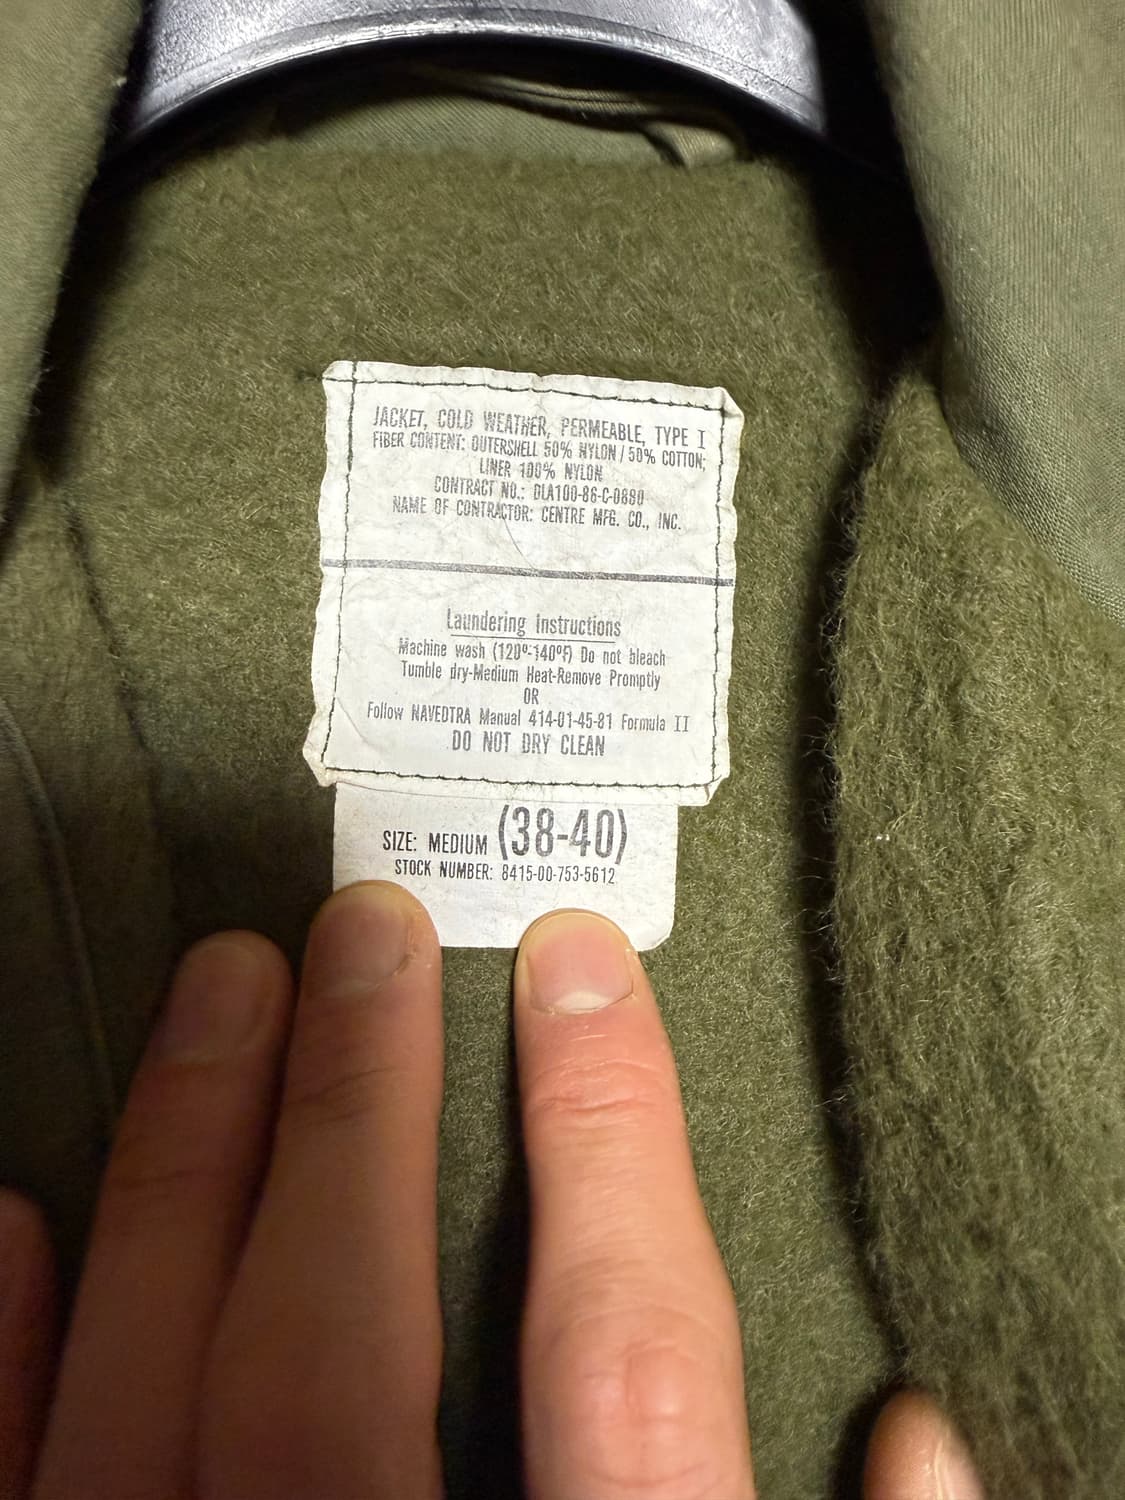 JACKET, COLD WEATHER, PERMEABLE, TYPE I
FIBER CONTENT: OUTERSHELL 50% NYLON / 50% COTTON;
LINER 100% NYLON
CONTRACT NO.: DLA100-86-C-0890
NAME OF CONTRACTOR: CENTRE MFG. CO., INC.
Laundering Instructions
Machine wash (120°-140°F) Do not bleach
Tumble dry-Medium Heat-Remove Promptly
OR
Follow NAVEDTRA Manual 414-01-45-81 Formula II
DO NOT DRY CLEAN
SIZE: MEDIUM (38-40)
STOCK NUMBER: 8415-00-753-5612